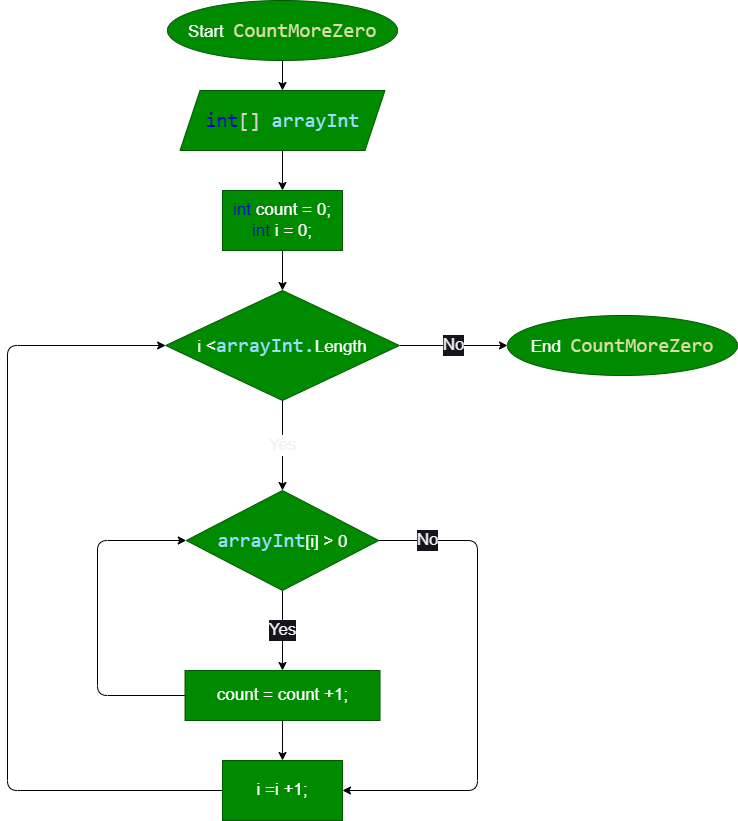 Start CountMoreZero
int[] arrayInt
int count = 0;
int i = 0;
i <arrayInt.Length
No
End CountMoreZero
Yes
arrayInt[i] > 0
No
Yes
count = count +1;
i =i +1;